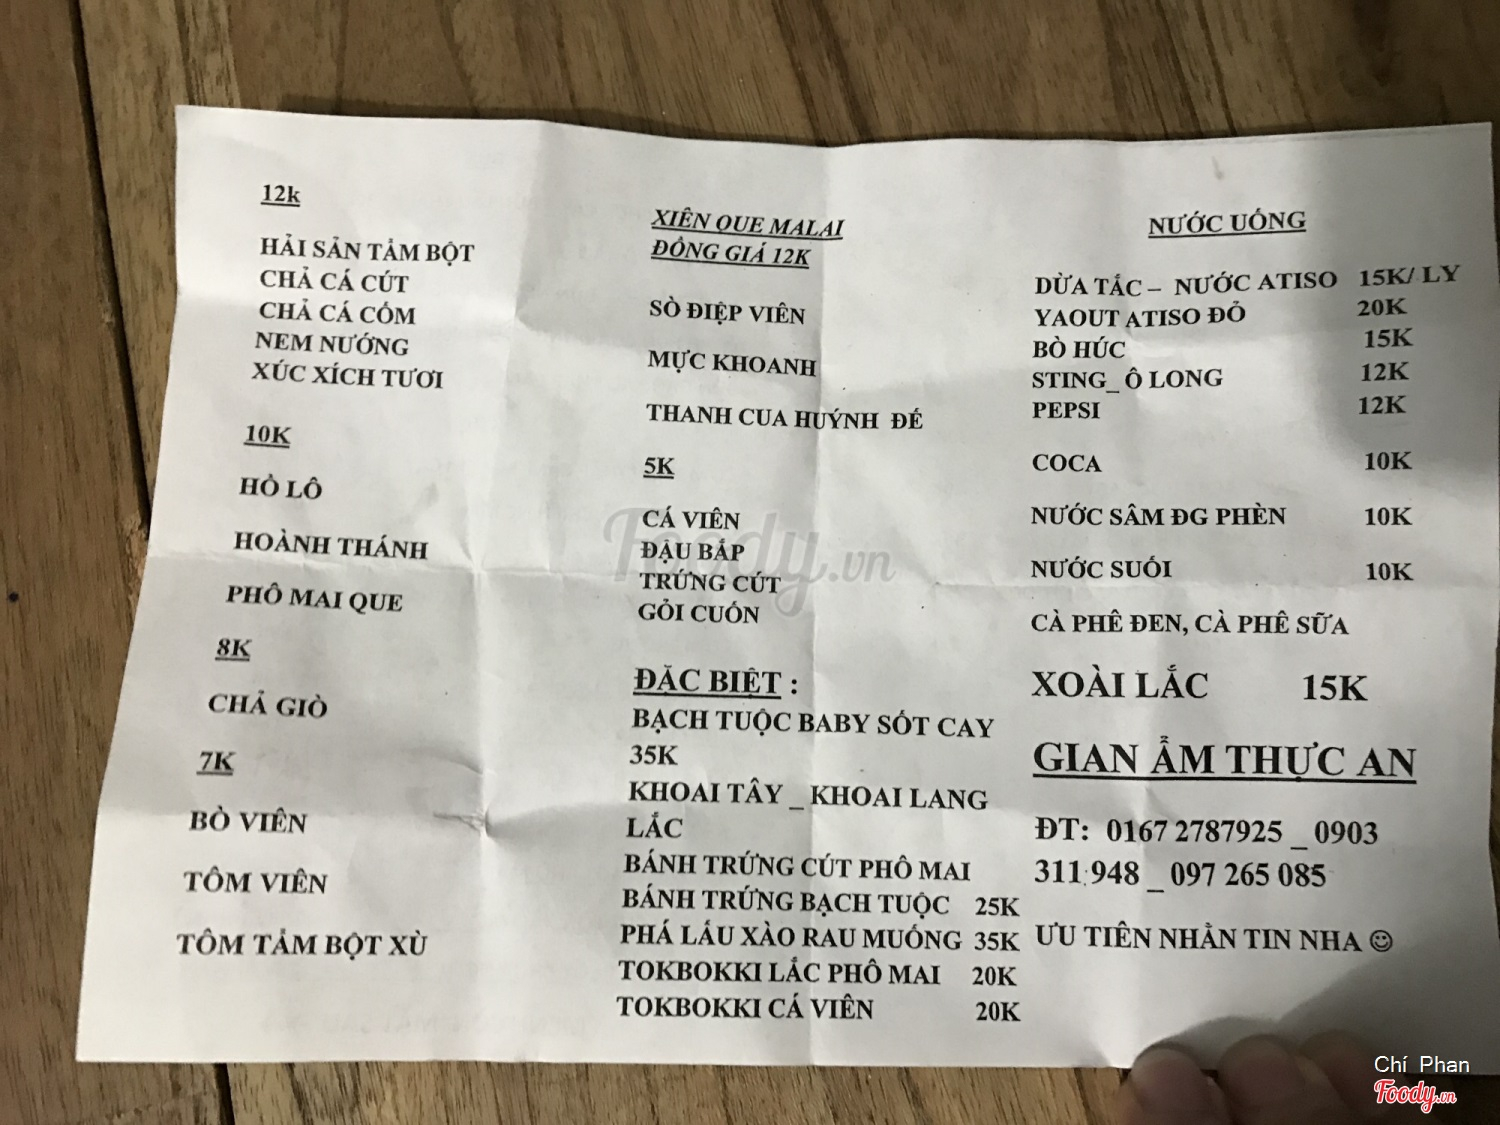 12k
HẢI SẢN TẨM BỘT
CHẢ CÁ CÚT
CHẢ CÁ CỐM
NEM NƯỚNG
XÚC XÍCH TƯƠI
10K
HỒ LÔ
HOÀNH THÁNH
PHÔ MAI QUE
8K
CHẢ GIÒ
7K
BÒ VIÊN
TÔM VIÊN
TÔM TẨM BỘT XÙ
XIÊN QUE MALAI
ĐỒNG GIÁ 12K
SÒ ĐIỆP VIÊN
MỰC KHOANH
THANH CUA HUỲNH ĐẾ
5K
CÁ VIÊN
ĐẬU BẮP
TRỨNG CÚT
GỎI CUỐN
ĐẶC BIỆT :
BẠCH TUỘC BABY SỐT CAY
35K
KHOAI TÂY _ KHOAI LANG
LẮC
BÁNH TRỨNG CÚT PHÔ MAI
BÁNH TRỨNG BẠCH TUỘC 25K
PHÁ LẤU XÀO RAU MUỐNG 35K
TOKBOKKI LẮC PHÔ MAI 20K
TOKBOKKI CÁ VIÊN 20K
NƯỚC UỐNG
DỪA TẮC – NƯỚC ATISO 15K/ LY
YAOUT ATISO ĐỎ 20K
BÒ HÚC 15K
STING_ Ô LONG 12K
PEPSI 12K
COCA 10K
NƯỚC SÂM ĐG PHÈN 10K
NƯỚC SUỐI 10K
CÀ PHÊ ĐEN, CÀ PHÊ SỮA
XOÀI LẮC 15K
GIAN ẨM THỰC AN
ĐT: 0167 2787925 _ 0903
311 948 _ 097 265 085
ƯU TIÊN NHẮN TIN NHA ☺
Foody.vn
Chí Phan
Foody.vn